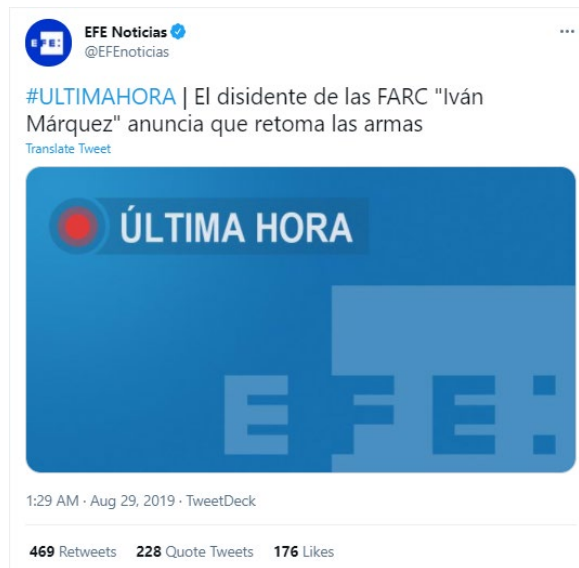 EFE:
EFE Noticias
@EFEnoticias
#ULTIMAHORA | El disidente de las FARC "Iván
Márquez" anuncia que retoma las armas
Translate Tweet
ÚLTIMA HORA
EFE:
1:29 AM · Aug 29, 2019 · TweetDeck
469 Retweets 228 Quote Tweets 176 Likes